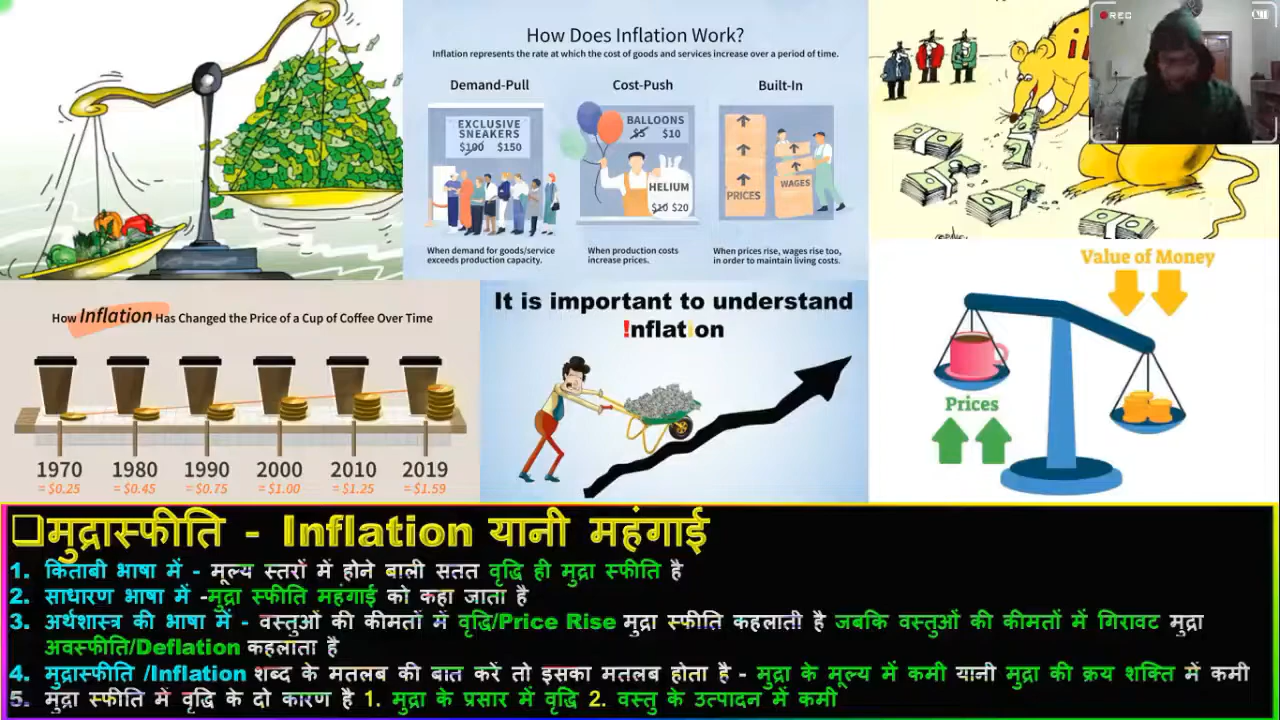 How Does Inflation Work?
Inflation represents the rate at which the cost of goods and services increase over a period of time.
Demand-Pull
Cost-Push
Built-In
EXCLUSIVE
SNEAKERS
$100 $150
BALLOONS
$5 $10
HELIUM
$10 $20
PRICES
WAGES
When demand for goods/service
exceeds production capacity.
When production costs
increase prices.
When prices rise, wages rise too,
in order to maintain living costs.
REC
Value of Money
Prices
How Inflation Has Changed the Price of a Cup of Coffee Over Time
1970 1980 1990 2000 2010 2019
= $0.25 = $0.45 = $0.75 = $1.00 = $1.25 = $1.59
It is important to understand
!nflation
❑मुद्रास्फीति - Inflation यानी महंगाई
1. किताबी भाषा में - मूल्य स्तरों में होने बाली सतत वृद्धि ही मुद्रा स्फीति है
2. साधारण भाषा में -मुद्रा स्फीति महंगाई को कहा जाता है
3. अर्थशास्त्र की भाषा में - वस्तुओं की कीमतों में वृद्धि/Price Rise मुद्रा स्फीति कहलाती है जबकि वस्तुओं की कीमतों में गिरावट मुद्रा
अवस्फीति/Deflation कहलाता है
4. मुद्रास्फीति /Inflation शब्द के मतलब की बात करें तो इसका मतलब होता है - मुद्रा के मूल्य में कमी यानी मुद्रा की क्रय शक्ति में कमी
5. मुद्रा स्फीति में वृद्धि के दो कारण है 1. मुद्रा के प्रसार में वृद्धि 2. वस्तु के उत्पादन में कमी